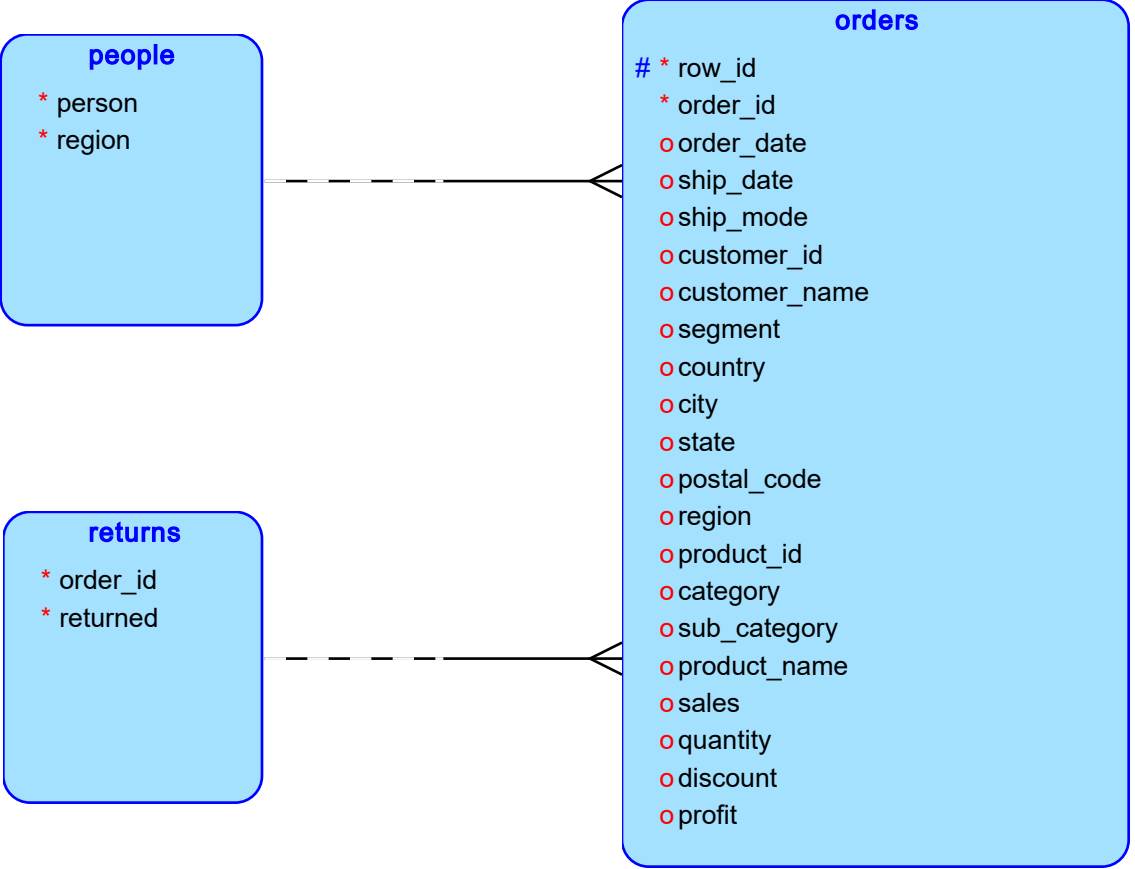 people
* person
* region
returns
* order_id
* returned
orders
# * row_id
* order_id
o order_date
o ship_date
o ship_mode
o customer_id
o customer_name
o segment
o country
o city
o state
o postal_code
o region
o product_id
o category
o sub_category
o product_name
o sales
o quantity
o discount
o profit